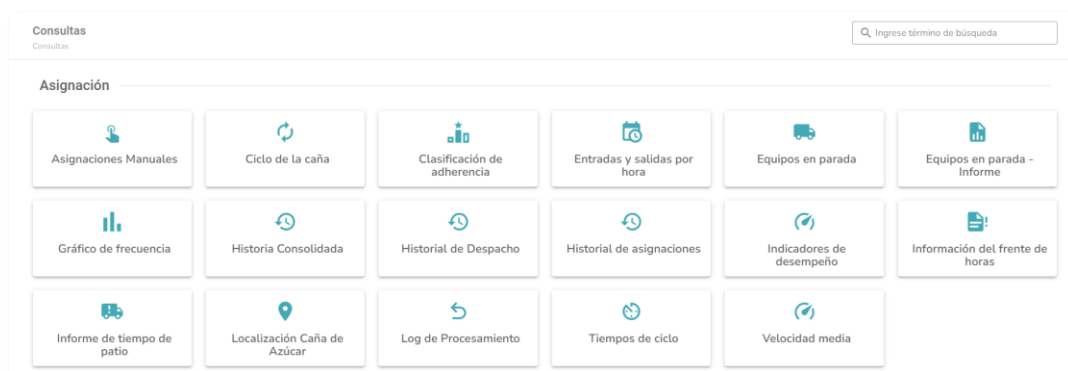 Consultas
Consultas
Ingrese término de búsqueda
Asignación
Asignaciones Manuales
Ciclo de la caña
Clasificación de
adherencia
Entradas y salidas por
hora
Equipos en parada
Equipos en parada -
Informe
Gráfico de frecuencia
Historia Consolidada
Historial de Despacho
Historial de asignaciones
Indicadores de
desempeño
Información del frente de
horas
Informe de tiempo de
patio
Localización Caña de
Azúcar
Log de Procesamiento
Tiempos de ciclo
Velocidad media